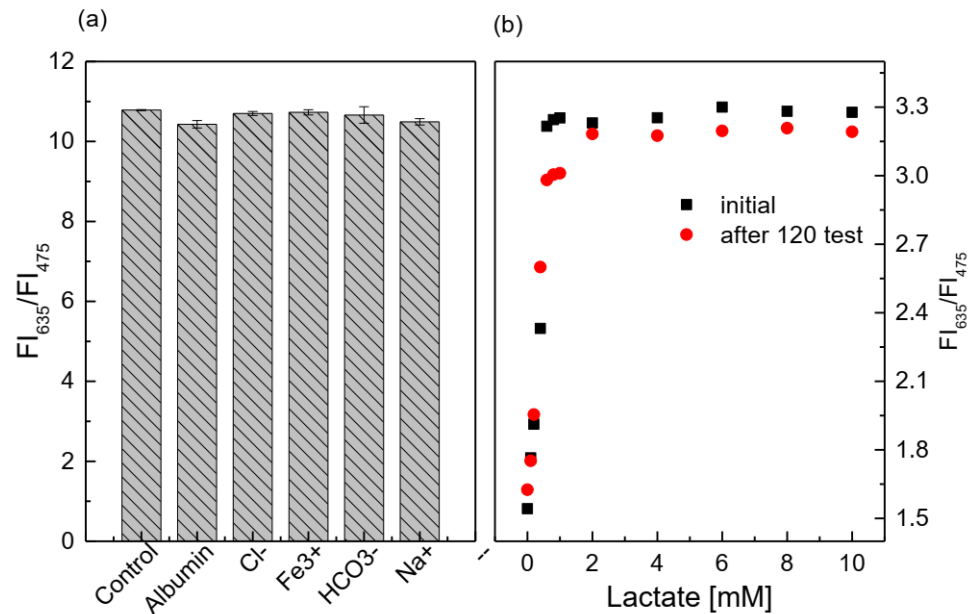 (a)
(b)
12
10
8
6
4
2
0
FI635/FI475
Control
Albumin
Cl-
Fe3+
HCO3-
Na+
--
initial
after 120 test
3.3
3.0
2.7
2.4
2.1
1.8
1.5
FI635/FI475
0 2 4 6 8 10
Lactate [mM]